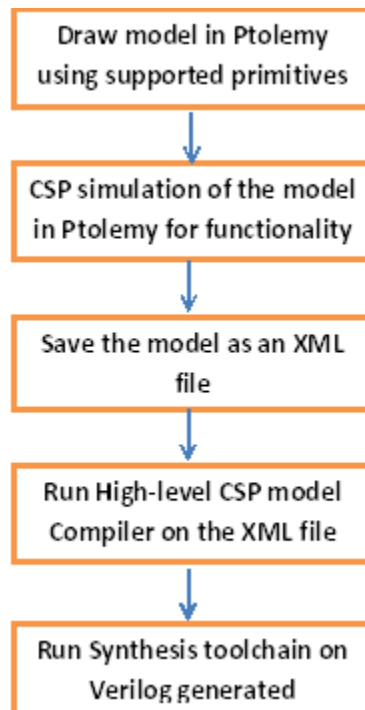 Draw model in Ptolemy
using supported primitives
CSP simulation of the model
in Ptolemy for functionality
Save the model as an XML
file
Run High-level CSP model
Compiler on the XML file
Run Synthesis toolchain on
Verilog generated